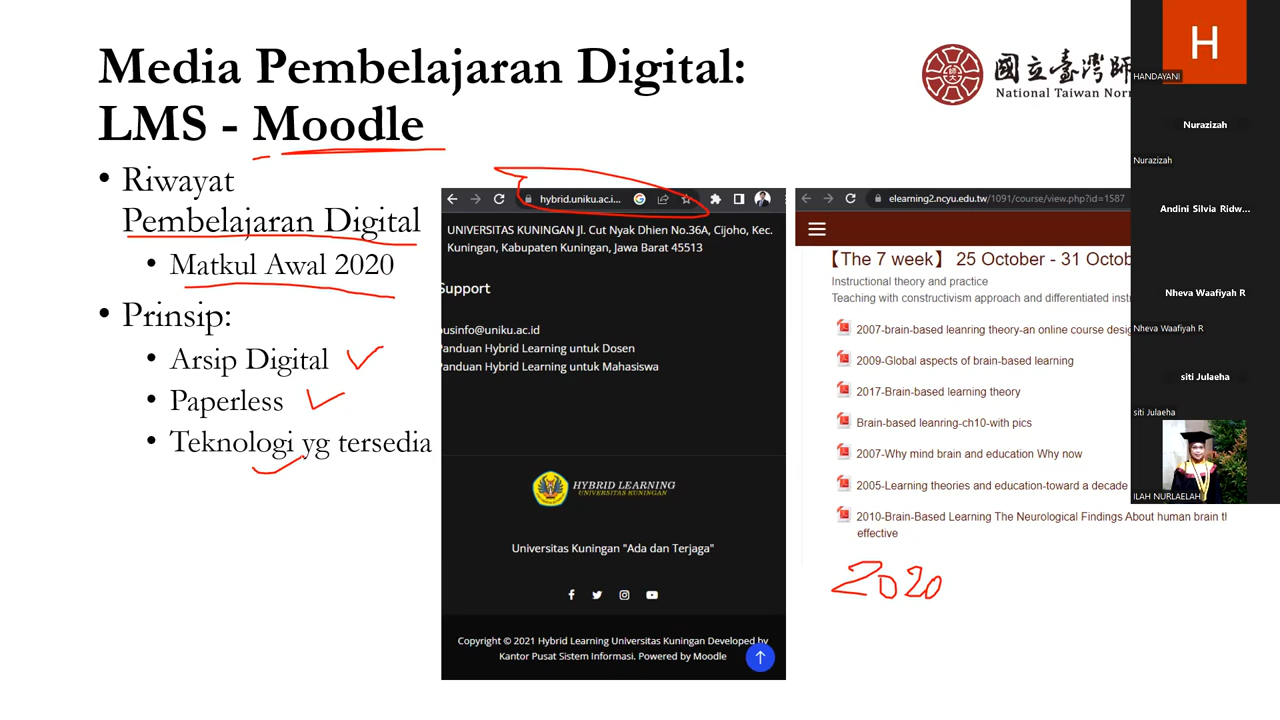 Media Pembelajaran Digital:
LMS - Moodle
國立臺灣師
National Taiwan Norm
• Riwayat
Pembelajaran Digital
• Matkul Awal 2020
• Prinsip:
• Arsip Digital
• Paperless
• Teknologi yg tersedia
hybrid.uniku.ac.i...
UNIVERSITAS KUNINGAN Jl. Cut Nyak Dhien No.36A, Cijoho, Kec.
Kuningan, Kabupaten Kuningan, Jawa Barat 45513
Support
pusinfo@uniku.ac.id
Panduan Hybrid Learning untuk Dosen
Panduan Hybrid Learning untuk Mahasiswa
HYBRID LEARNING
UNIVERSITAS KUNINGAN
Universitas Kuningan "Ada dan Terjaga"
Copyright © 2021 Hybrid Learning Universitas Kuningan Developed by
Kantor Pusat Sistem Informasi. Powered by Moodle
elearning2.ncyu.edu.tw/1091/course/view.php?id=1587
【The 7 week】 25 October - 31 Octob
Instructional theory and practice
Teaching with constructivism approach and differentiated instr
2007-brain-based leanring theory-an online course desig
2009-Global aspects of brain-based learning
2017-Brain-based learning theory
Brain-based leanring-ch10-with pics
2007-Why mind brain and education Why now
2005-Learning theories and education-toward a decade
2010-Brain-Based Learning The Neurological Findings About human brain th
effective
2020
H
HANDAYANI
Nurazizah
Nurazizah
Andini Silvia Ridw...
Nheva Waafiyah R
Nheva Waafiyah R
siti Julaeha
siti Julaeha
ILAH NURLAELAH